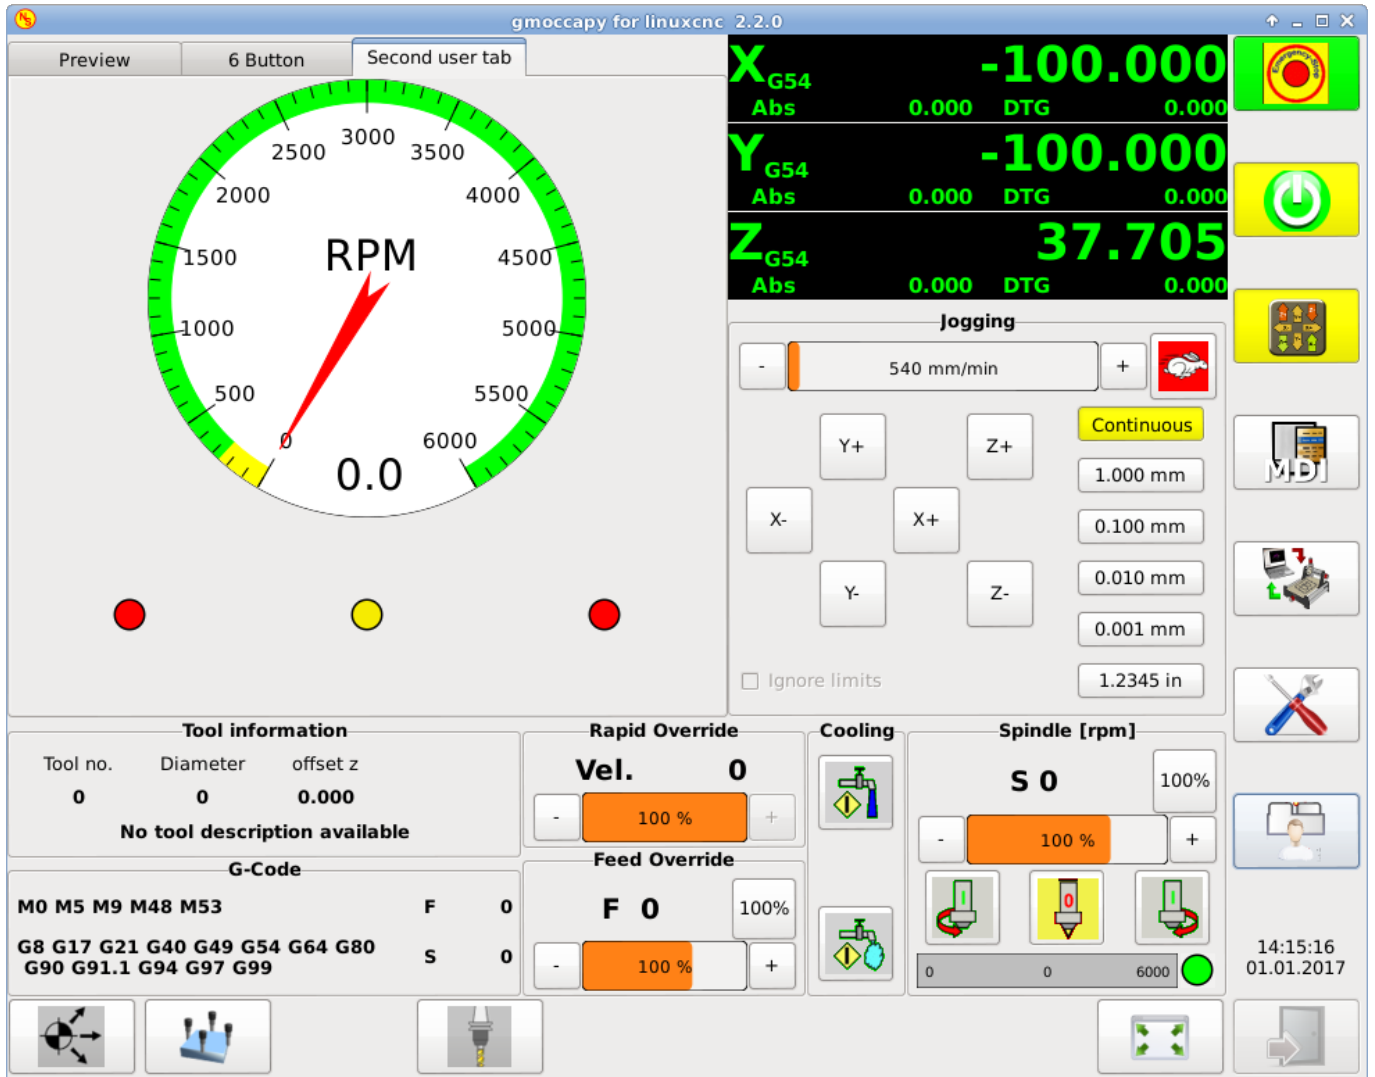 gmoccapy for linuxcnc 2.2.0
Preview
6 Button
Second user tab
3000
2500
3500
2000
4000
RPM
1500
4500
1000
5000
500
5500
0
6000
0.0
X G54 -100.000
Abs 0.000 DTG 0.000
Y G54 -100.000
Abs 0.000 DTG 0.000
Z G54 37.705
Abs 0.000 DTG 0.000
Jogging
- 540 mm/min +
Continuous
Y+ Z+
1.000 mm
X- X+
0.100 mm
Y- Z-
0.010 mm
0.001 mm
Ignore limits
1.2345 in
Emergency-Stop
MDI
Tool information
Tool no. Diameter offset z
0 0 0.000
No tool description available
G-Code
M0 M5 M9 M48 M53 F 0
G8 G17 G21 G40 G49 G54 G64 G80
G90 G91.1 G94 G97 G99
S 0
Rapid Override
Vel. 0
- 100 % +
Feed Override
F 0 100%
- 100 % +
Cooling
Spindle [rpm]
S 0 100%
- 100 % +
I 0 I
0 0 6000
14:15:16
01.01.2017